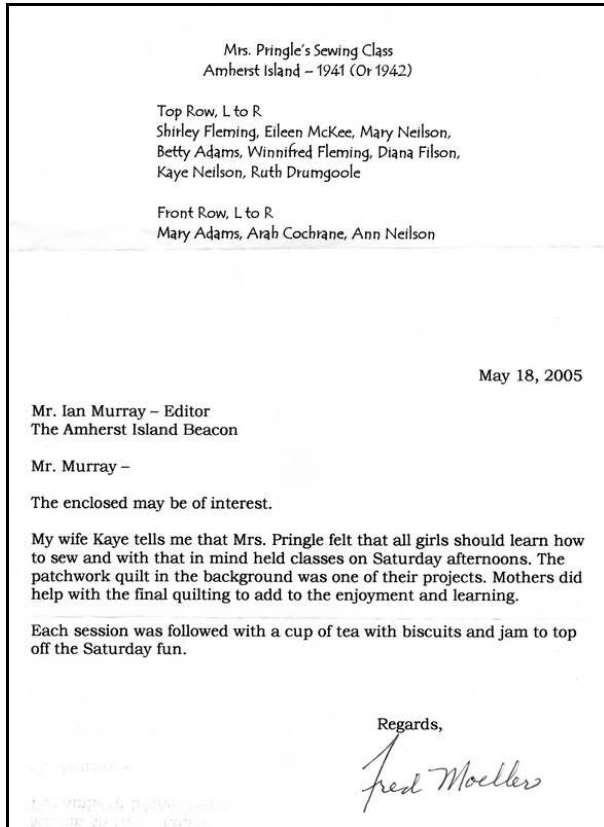 Mrs. Pringle's Sewing Class
Amherst Island – 1941 (Or 1942)
Top Row, L to R
Shirley Fleming, Eileen McKee, Mary Neilson,
Betty Adams, Winnifred Fleming, Diana Filson,
Kaye Neilson, Ruth Drumgoole
Front Row, L to R
Mary Adams, Arah Cochrane, Ann Neilson
May 18, 2005
Mr. Ian Murray – Editor
The Amherst Island Beacon
Mr. Murray –
The enclosed may be of interest.
My wife Kaye tells me that Mrs. Pringle felt that all girls should learn how
to sew and with that in mind held classes on Saturday afternoons. The
patchwork quilt in the background was one of their projects. Mothers did
help with the final quilting to add to the enjoyment and learning.
Each session was followed with a cup of tea with biscuits and jam to top
off the Saturday fun.
Regards,
Fred Moeller